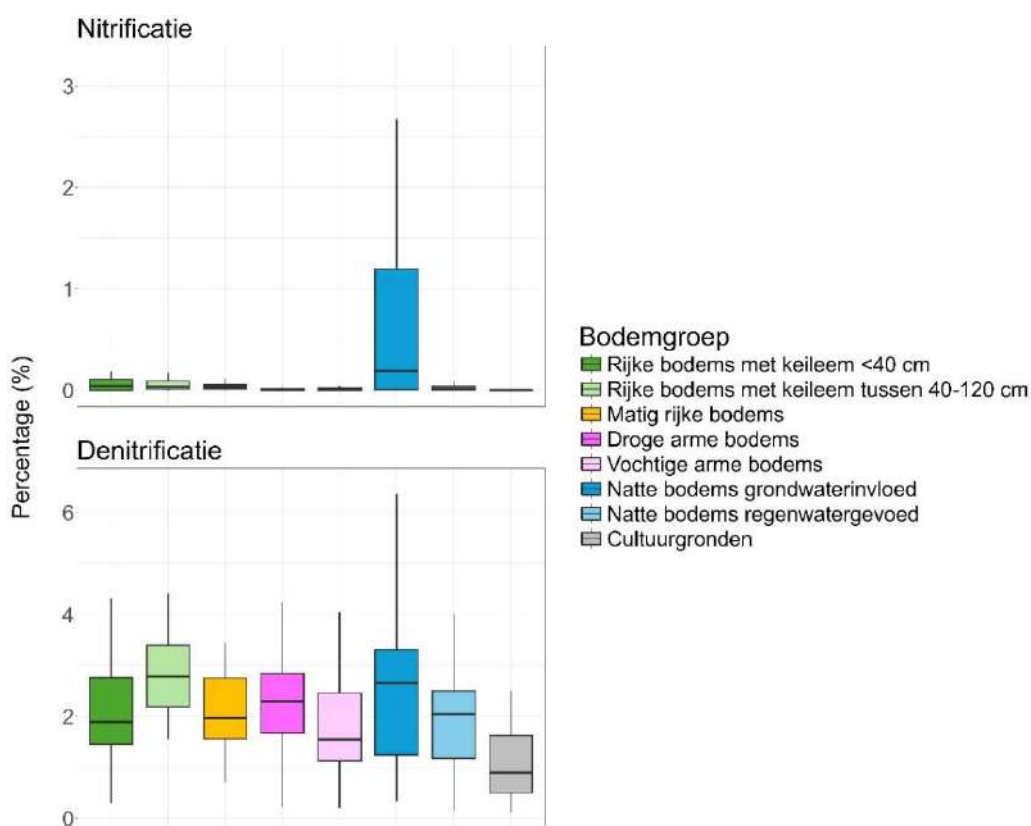 Nitrificatie
3
2
1
0
Percentage (%)
Denitrificatie
6
4
2
0
Bodemgroep
Rijke bodems met keileem <40 cm
Rijke bodems met keileem tussen 40-120 cm
Matig rijke bodems
Droge arme bodems
Vochtige arme bodems
Natte bodems grondwaterinvloed
Natte bodems regenwatergevoed
Cultuurgronden